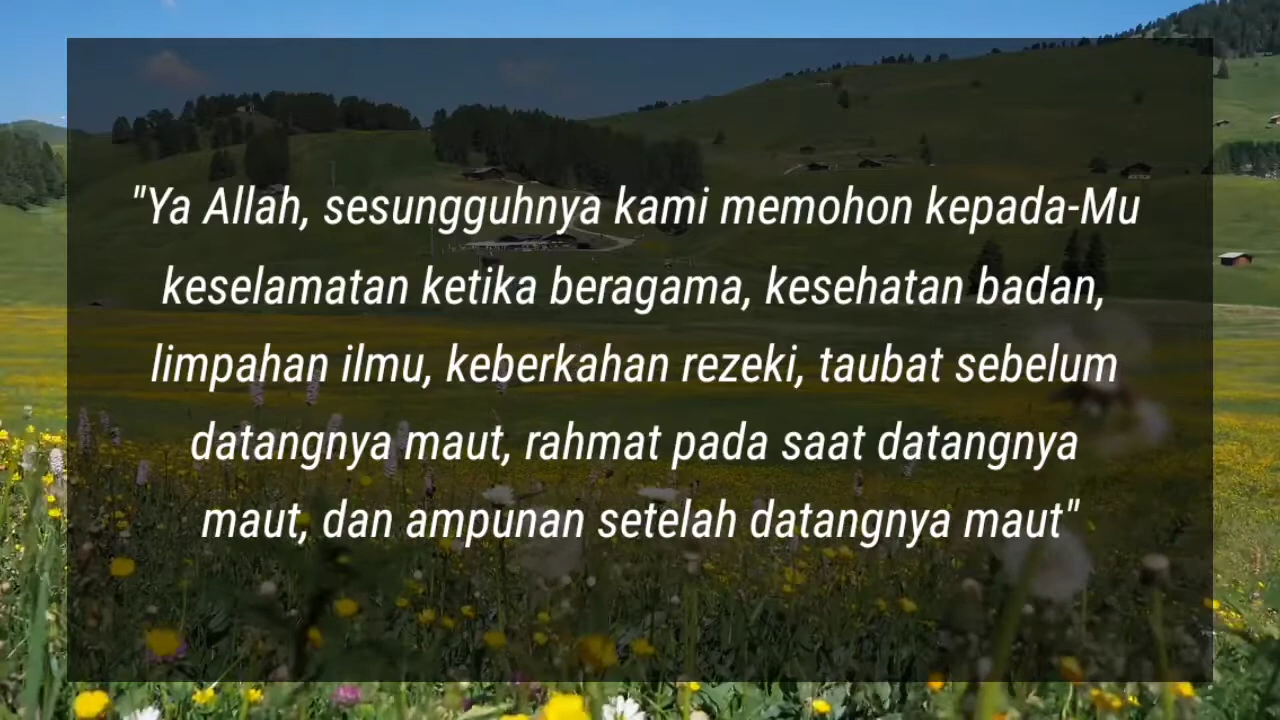 "Ya Allah, sesungguhnya kami memohon kepada-Mu
keselamatan ketika beragama, kesehatan badan,
limpahan ilmu, keberkahan rezeki, taubat sebelum
datangnya maut, rahmat pada saat datangnya
maut, dan ampunan setelah datangnya maut"